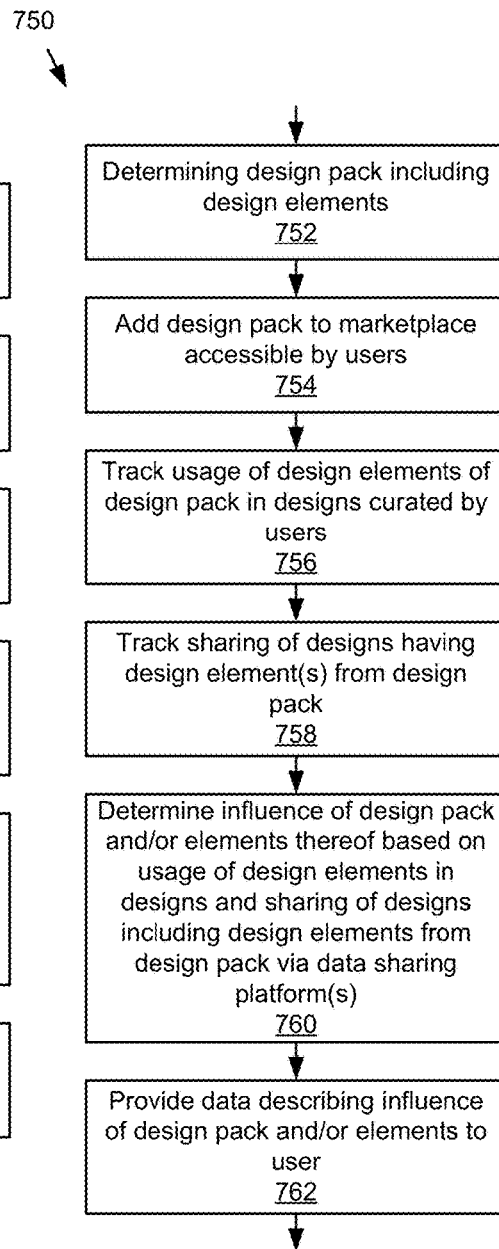 750
Determining design pack including
design elements
752
Add design pack to marketplace
accessible by users
754
Track usage of design elements of
design pack in designs curated by
users
756
Track sharing of designs having
design element(s) from design
pack
758
Determine influence of design pack
and/or elements thereof based on
usage of design elements in
designs and sharing of designs
including design elements from
design pack via data sharing
platform(s)
760
Provide data describing influence
of design pack and/or elements to
user
762